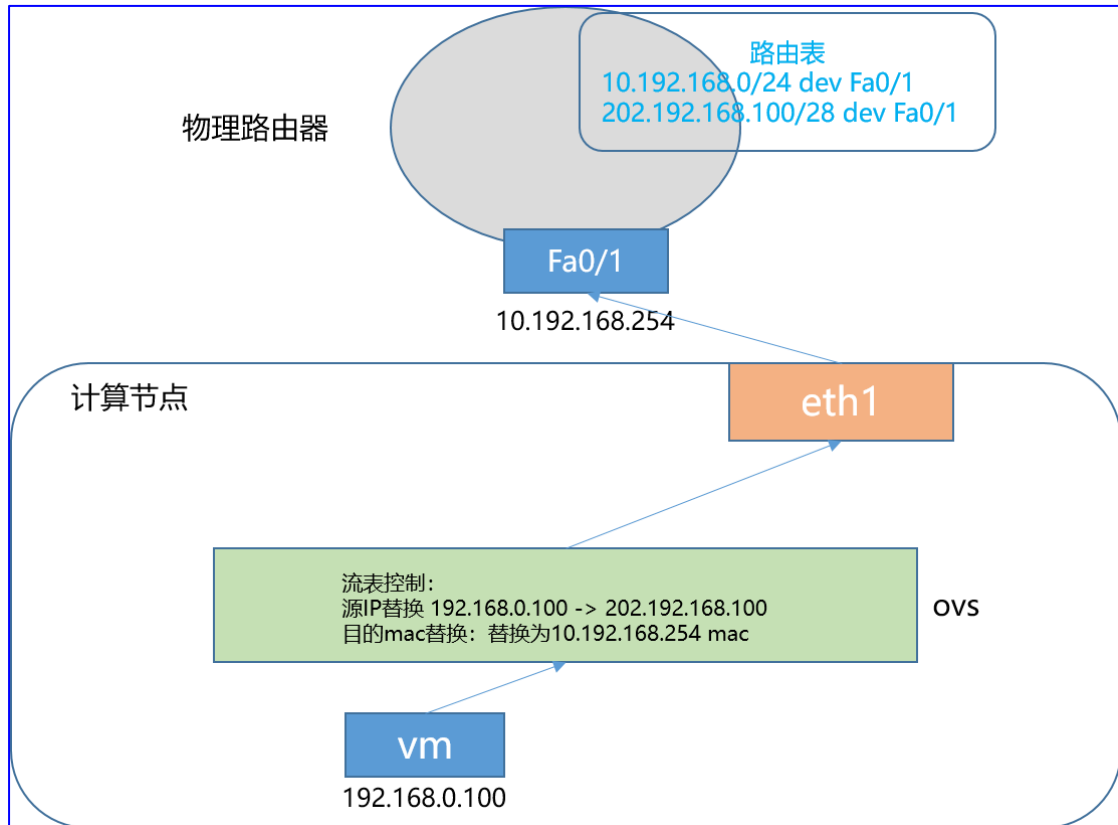 路由表
10.192.168.0/24 dev Fa0/1
202.192.168.100/28 dev Fa0/1
物理路由器
Fa0/1
10.192.168.254
计算节点
eth1
流表控制：
源IP替换 192.168.0.100 -> 202.192.168.100
目的mac替换：替换为10.192.168.254 mac
ovs
vm
192.168.0.100